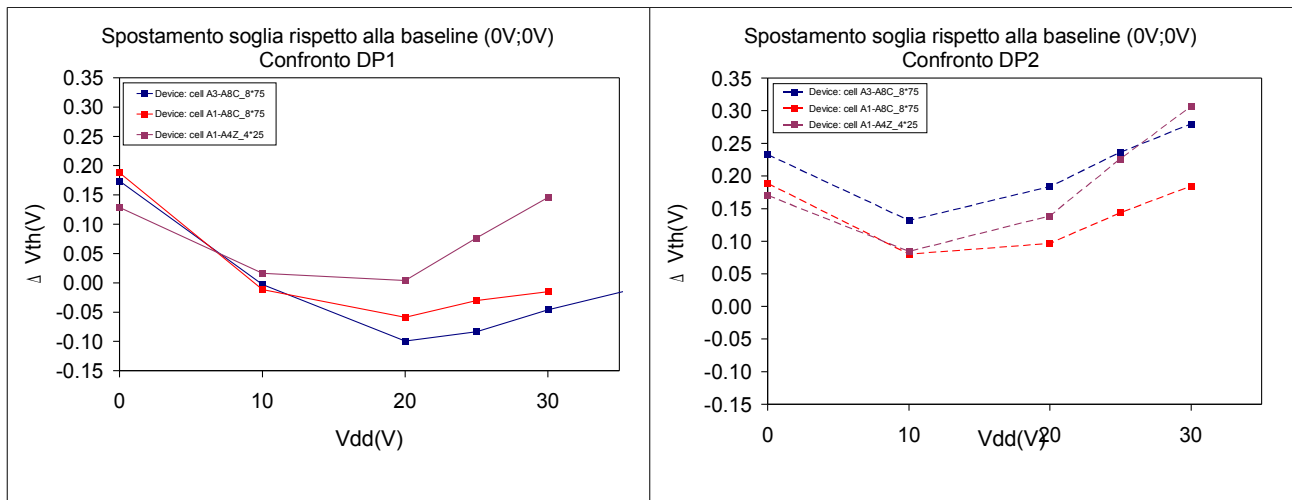 Spostamento soglia rispetto alla baseline (0V;0V)
Confronto DP1
0.35
0.30
0.25
0.20
0.15
0.10
0.05
0.00
-0.05
-0.10
-0.15
Δ Vth(V)
Device: cell A3-A8C_8*75
Device: cell A1-A8C_8*75
Device: cell A1-A4Z_4*25
0 10 20 30
Vdd(V)
Spostamento soglia rispetto alla baseline (0V;0V)
Confronto DP2
0.35
0.30
0.25
0.20
0.15
0.10
0.05
0.00
-0.05
-0.10
-0.15
Δ Vth(V)
Device: cell A3-A8C_8*75
Device: cell A1-A8C_8*75
Device: cell A1-A4Z_4*25
0 10 20 30
Vdd(V)